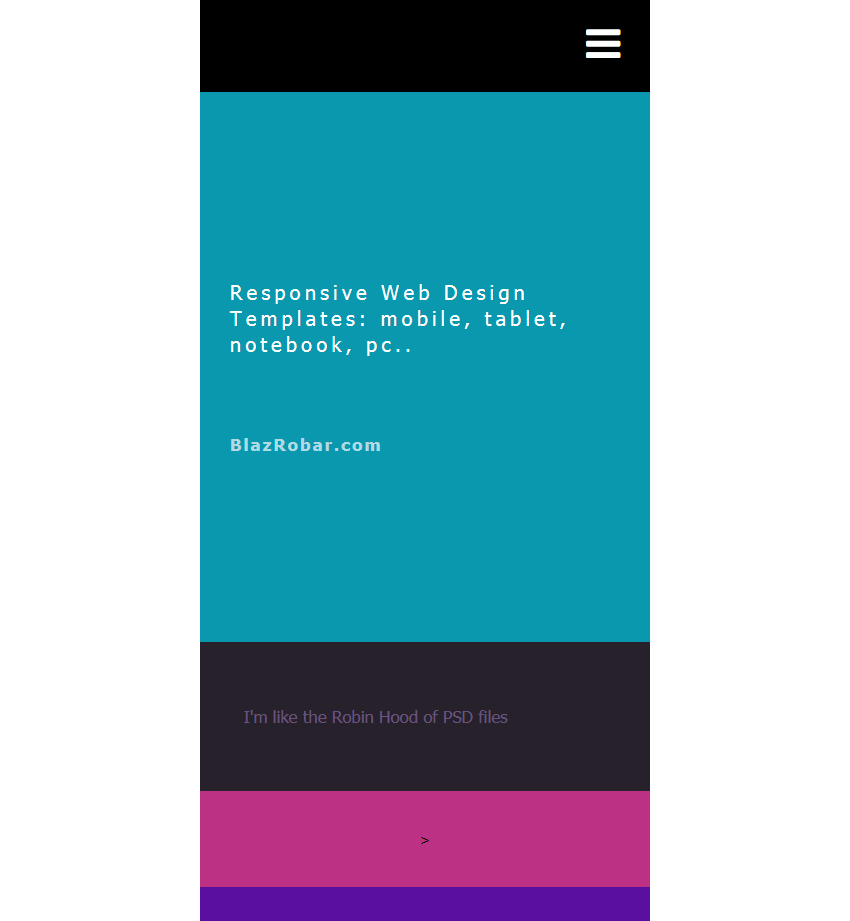 Responsive Web Design
Templates: mobile, tablet,
notebook, pc..
BlazRobar.com
I'm like the Robin Hood of PSD files
>